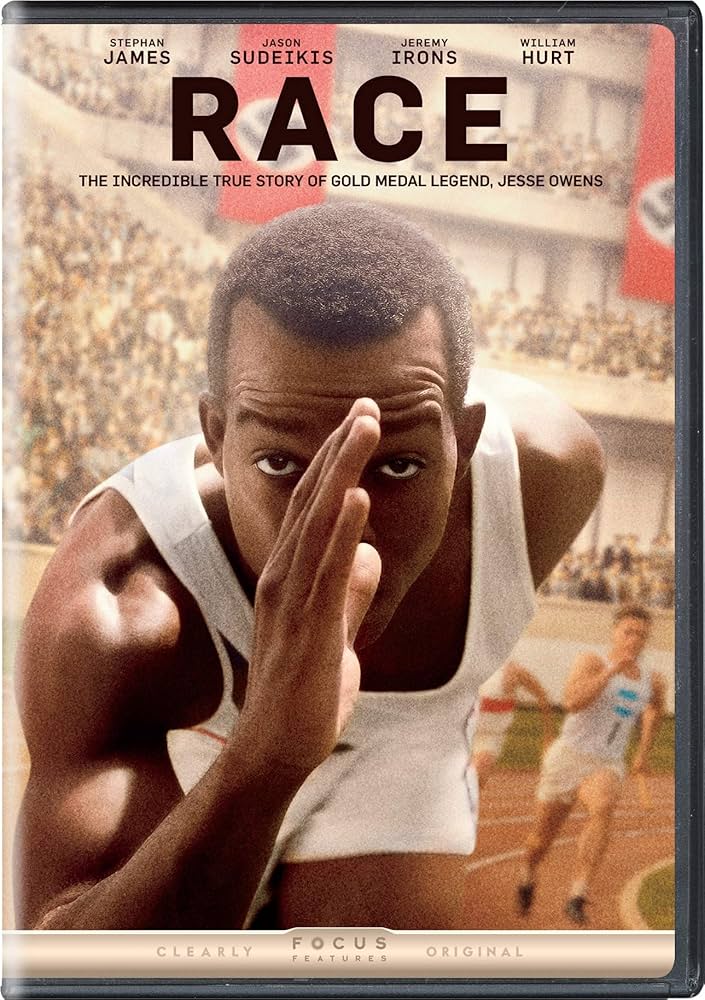 STEPHAN JASON JEREMY WILLIAM
JAMES SUDEIKIS IRONS HURT
RACE
THE INCREDIBLE TRUE STORY OF GOLD MEDAL LEGEND, JESSE OWENS
CLEARLY FOCUS FEATURES ORIGINAL